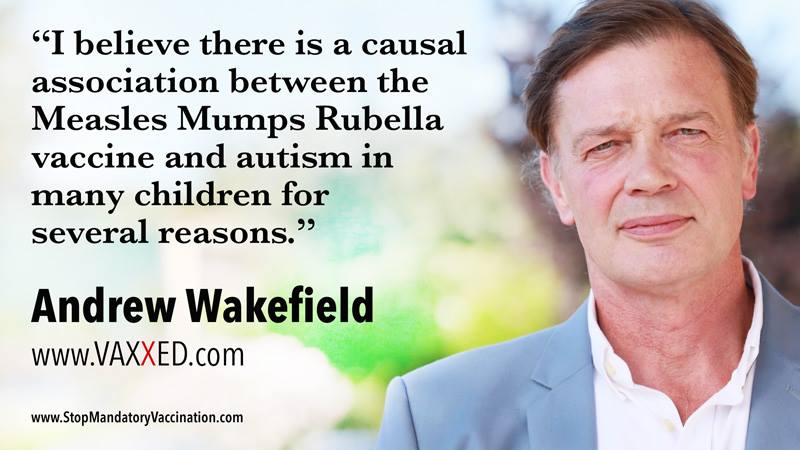 “I believe there is a causal
association between the
Measles Mumps Rubella
vaccine and autism in
many children for
several reasons.”
Andrew Wakefield
www.VAXXED.com
www.StopMandatoryVaccination.com